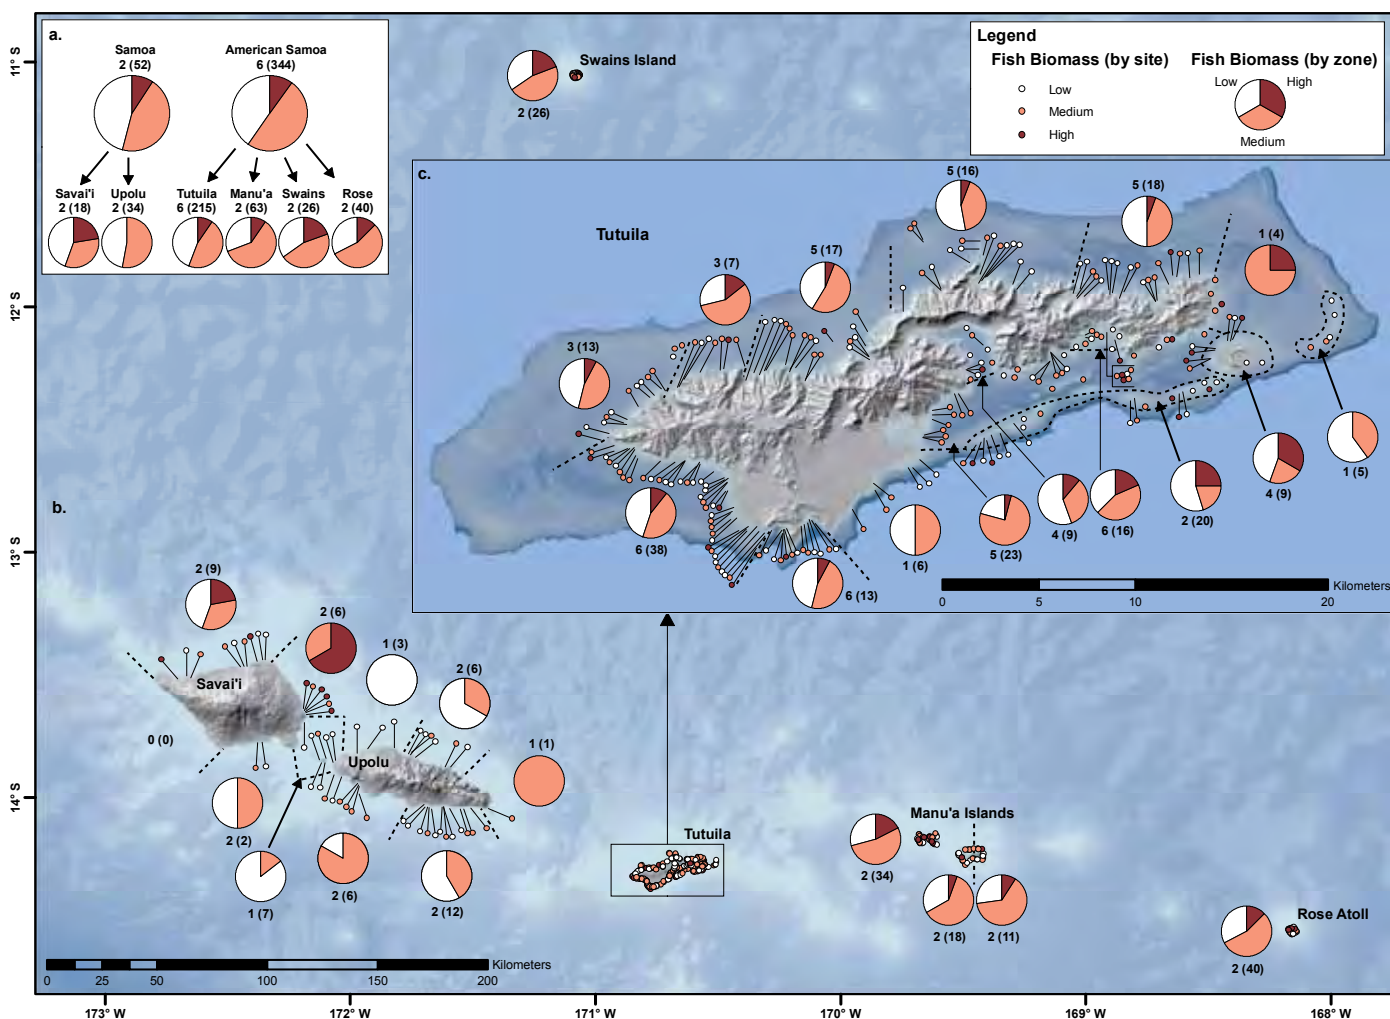 a.
Samoa
2 (52)
American Samoa
6 (344)
Savai'i
2 (18)
Upolu
2 (34)
Tutuila
6 (215)
Manu'a
2 (63)
Swains
2 (26)
Rose
2 (40)
Swains Island
2 (26)
Legend
Fish Biomass (by site)
Low
Medium
High
Fish Biomass (by zone)
Low
High
Medium
c.
Tutuila
5 (16)
5 (18)
1 (4)
5 (17)
3 (7)
3 (13)
6 (38)
6 (13)
1 (6)
5 (23)
4 (9)
6 (16)
2 (20)
4 (9)
1 (5)
0
5
10
20
Kilometers
b.
2 (9)
2 (6)
1 (3)
2 (6)
1 (1)
Savai'i
0 (0)
Upolu
2 (2)
1 (7)
2 (6)
2 (12)
Tutuila
Manu'a Islands
2 (34)
2 (18)
2 (11)
Rose Atoll
2 (40)
0
25
50
100
150
200
Kilometers
11° S
12° S
13° S
14° S
173° W
172° W
171° W
170° W
169° W
168° W